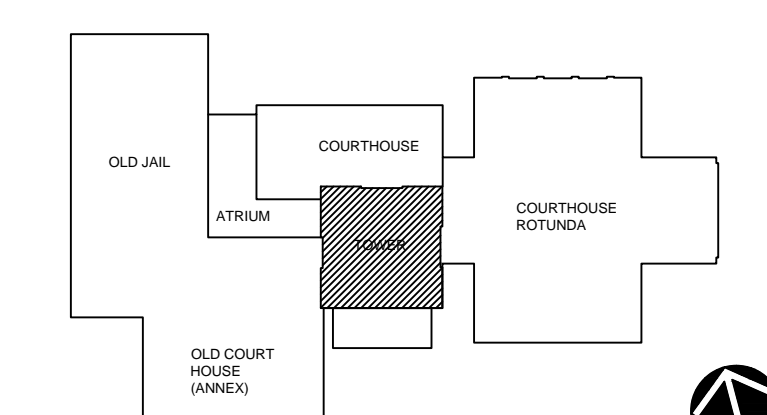 COURTHOUSE
OLD JAIL
ATRIUM
COURTHOUSE
ROTUNDA
TOWER
OLD COURT
HOUSE
(ANNEX)